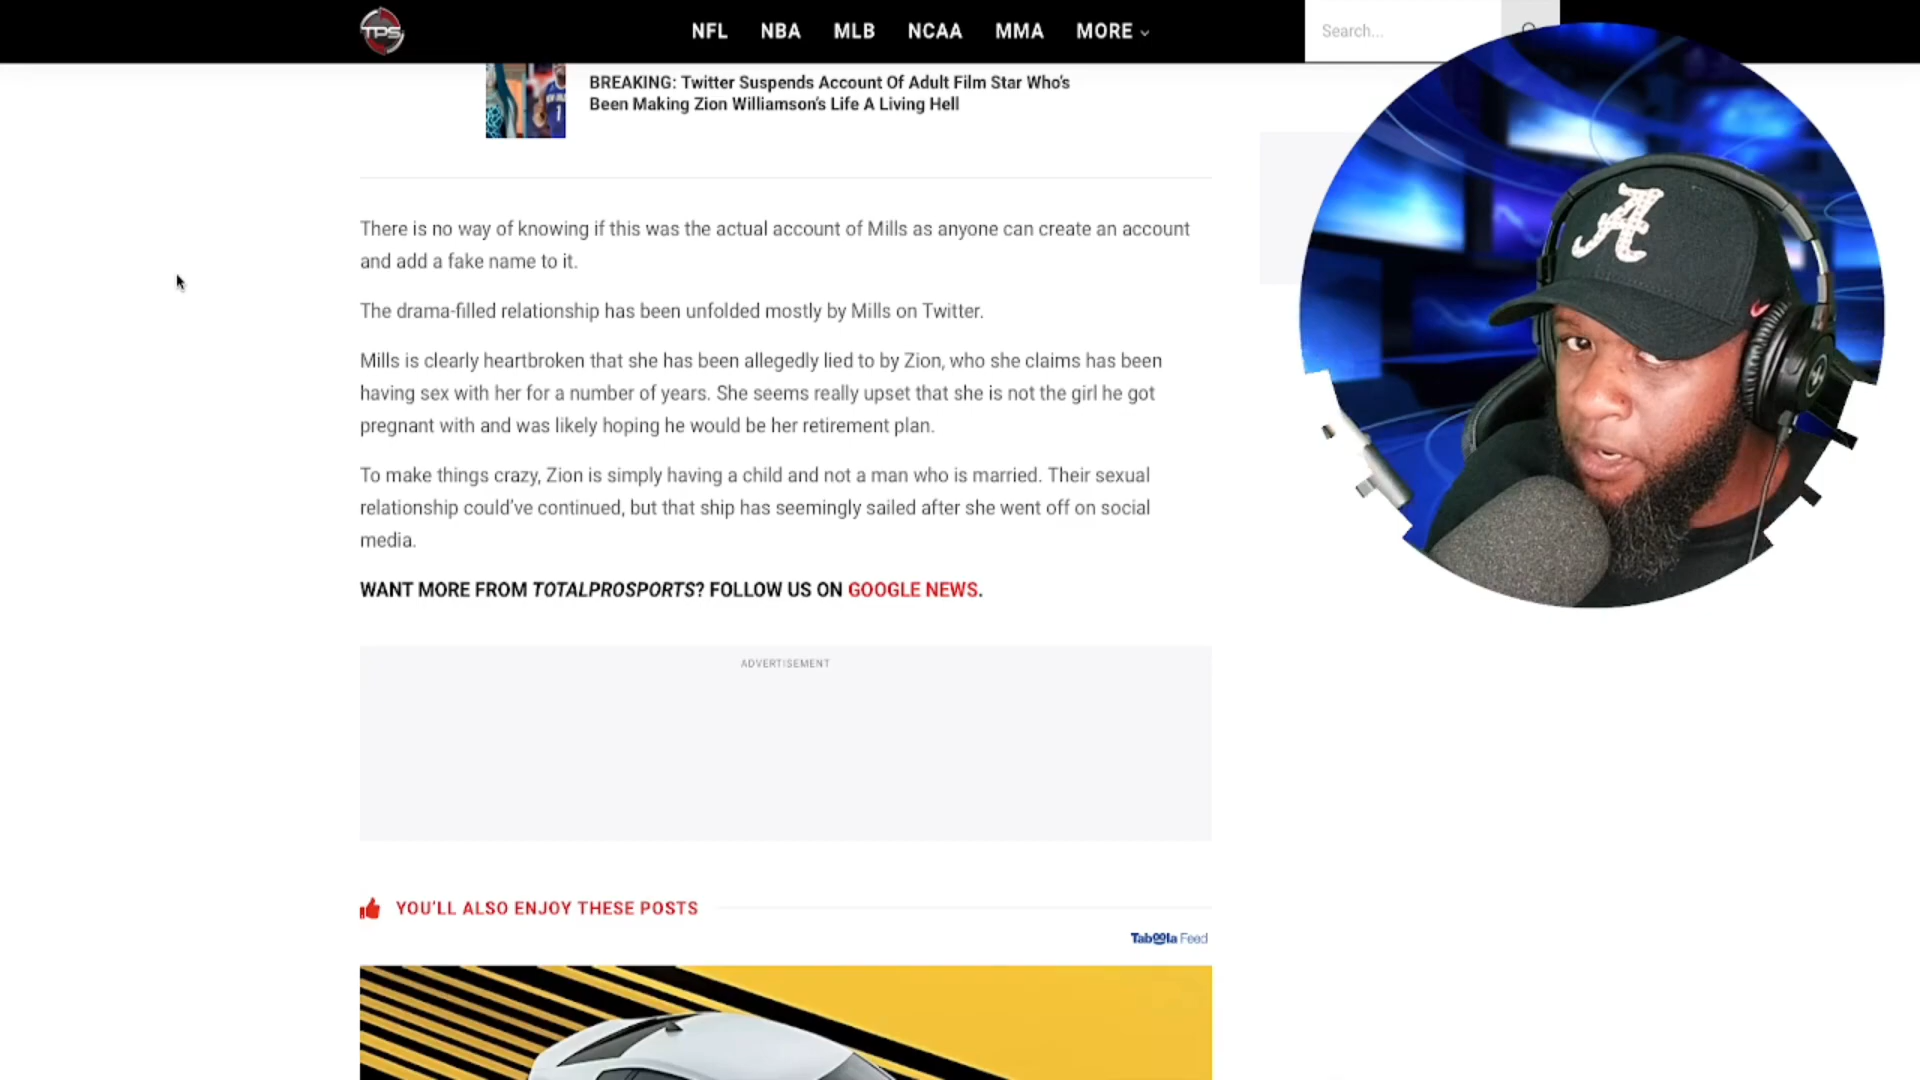 TPS
NFL NBA MLB NCAA MMA MORE
Search...
BREAKING: Twitter Suspends Account Of Adult Film Star Who's
Been Making Zion Williamson's Life A Living Hell
There is no way of knowing if this was the actual account of Mills as anyone can create an account
and add a fake name to it.
The drama-filled relationship has been unfolded mostly by Mills on Twitter.
Mills is clearly heartbroken that she has been allegedly lied to by Zion, who she claims has been
having sex with her for a number of years. She seems really upset that she is not the girl he got
pregnant with and was likely hoping he would be her retirement plan.
To make things crazy, Zion is simply having a child and not a man who is married. Their sexual
relationship could've continued, but that ship has seemingly sailed after she went off on social
media.
WANT MORE FROM TOTALPROSPORTS? FOLLOW US ON GOOGLE NEWS.
ADVERTISEMENT
YOU'LL ALSO ENJOY THESE POSTS
Taboola Feed
A